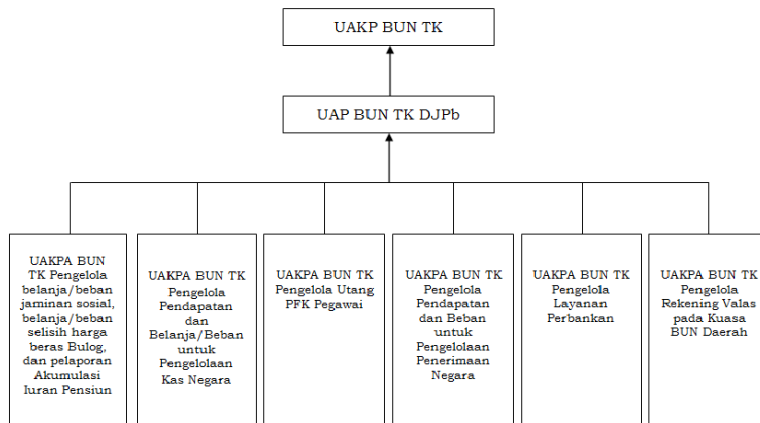 UAKP BUN TK
UAP BUN TK DJPb
UAKPA BUN
TK Pengelola
belanja/beban
jaminan sosial,
belanja/beban
selisih harga
beras Bulog,
dan pelaporan
Akumulasi
Iuran Pensiun
UAKPA BUN TK
Pengelola
Pendapatan
dan
Belanja/Beban
untuk
Pengelolaan
Kas Negara
UAKPA BUN TK
Pengelola Utang
PFK Pegawai
UAKPA BUN TK
Pengelola
Pendapatan
dan Beban
untuk
Pengelolaan
Penerimaan
Negara
UAKPA BUN TK
Pengelola
Layanan
Perbankan
UAKPA BUN TK
Pengelola
Rekening Valas
pada Kuasa
BUN Daerah